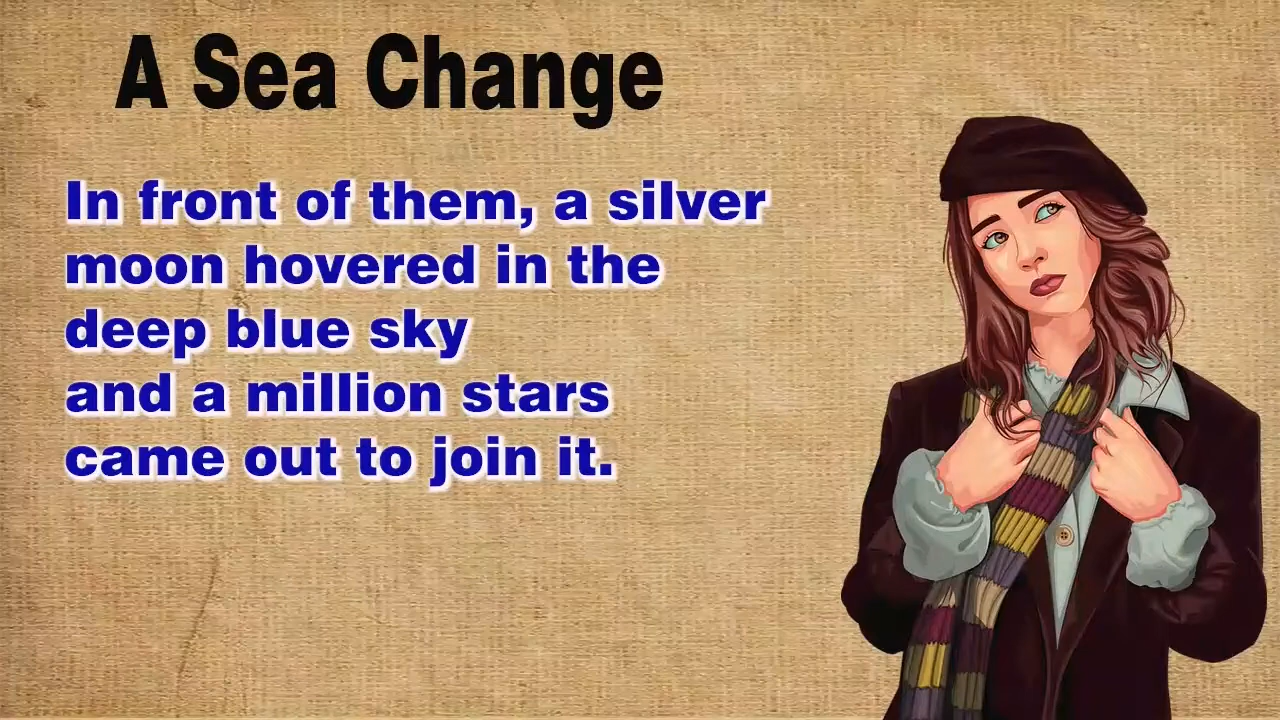 A Sea Change
In front of them, a silver
moon hovered in the
deep blue sky
and a million stars
came out to join it.